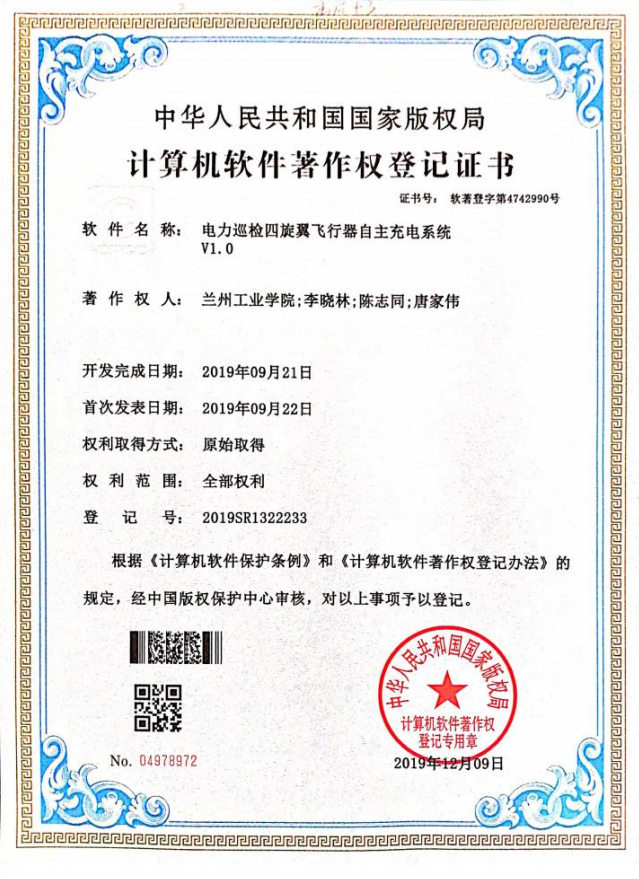 中华人民共和国国家版权局
计算机软件著作权登记证书
证书号： 软著登字第4742990号
软件名称： 电力巡检四旋翼飞行器自主充电系统
V1.0
著作权人： 兰州工业学院;李晓林;陈志同;唐家伟
开发完成日期： 2019年09月21日
首次发表日期： 2019年09月22日
权利取得方式： 原始取得
权利范围： 全部权利
登记号： 2019SR1322233
根据《计算机软件保护条例》和《计算机软件著作权登记办法》的
规定，经中国版权保护中心审核，对以上事项予以登记。
中华人民共和国国家版权局
计算机软件著作权
登记专用章
No. 04978972
2019年12月09日